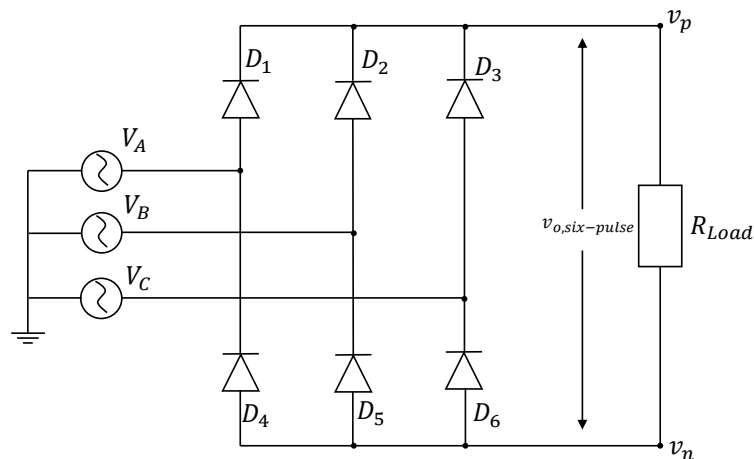 v_p
D_1
D_2
D_3
V_A
V_B
v_{o,six−pulse}
R_{Load}
V_C
D_4
D_5
D_6
v_n